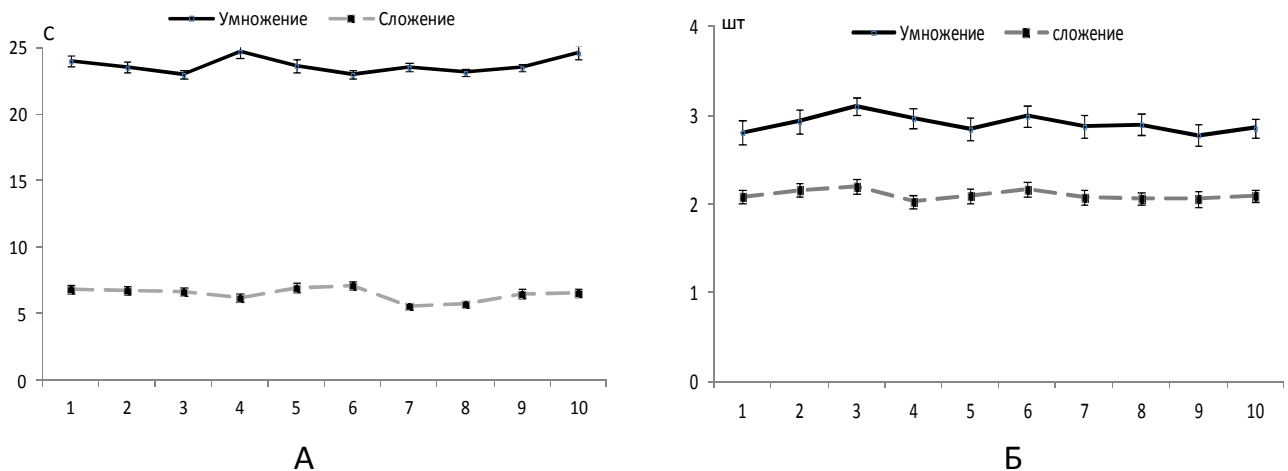 Умножение Сложение
С
25
20
15
10
5
0
1 2 3 4 5 6 7 8 9 10
А
Умножение сложение
шт
4
3
2
1
0
1 2 3 4 5 6 7 8 9 10
Б